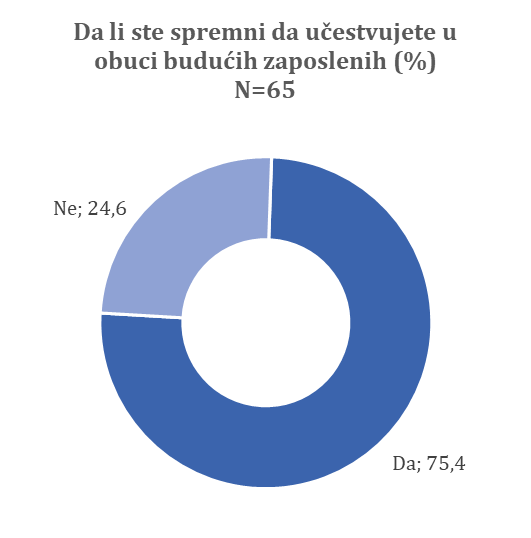 Da li ste spremni da učestvujete u
obuci budućih zaposlenih (%)
N=65
Ne; 24,6
Da; 75,4